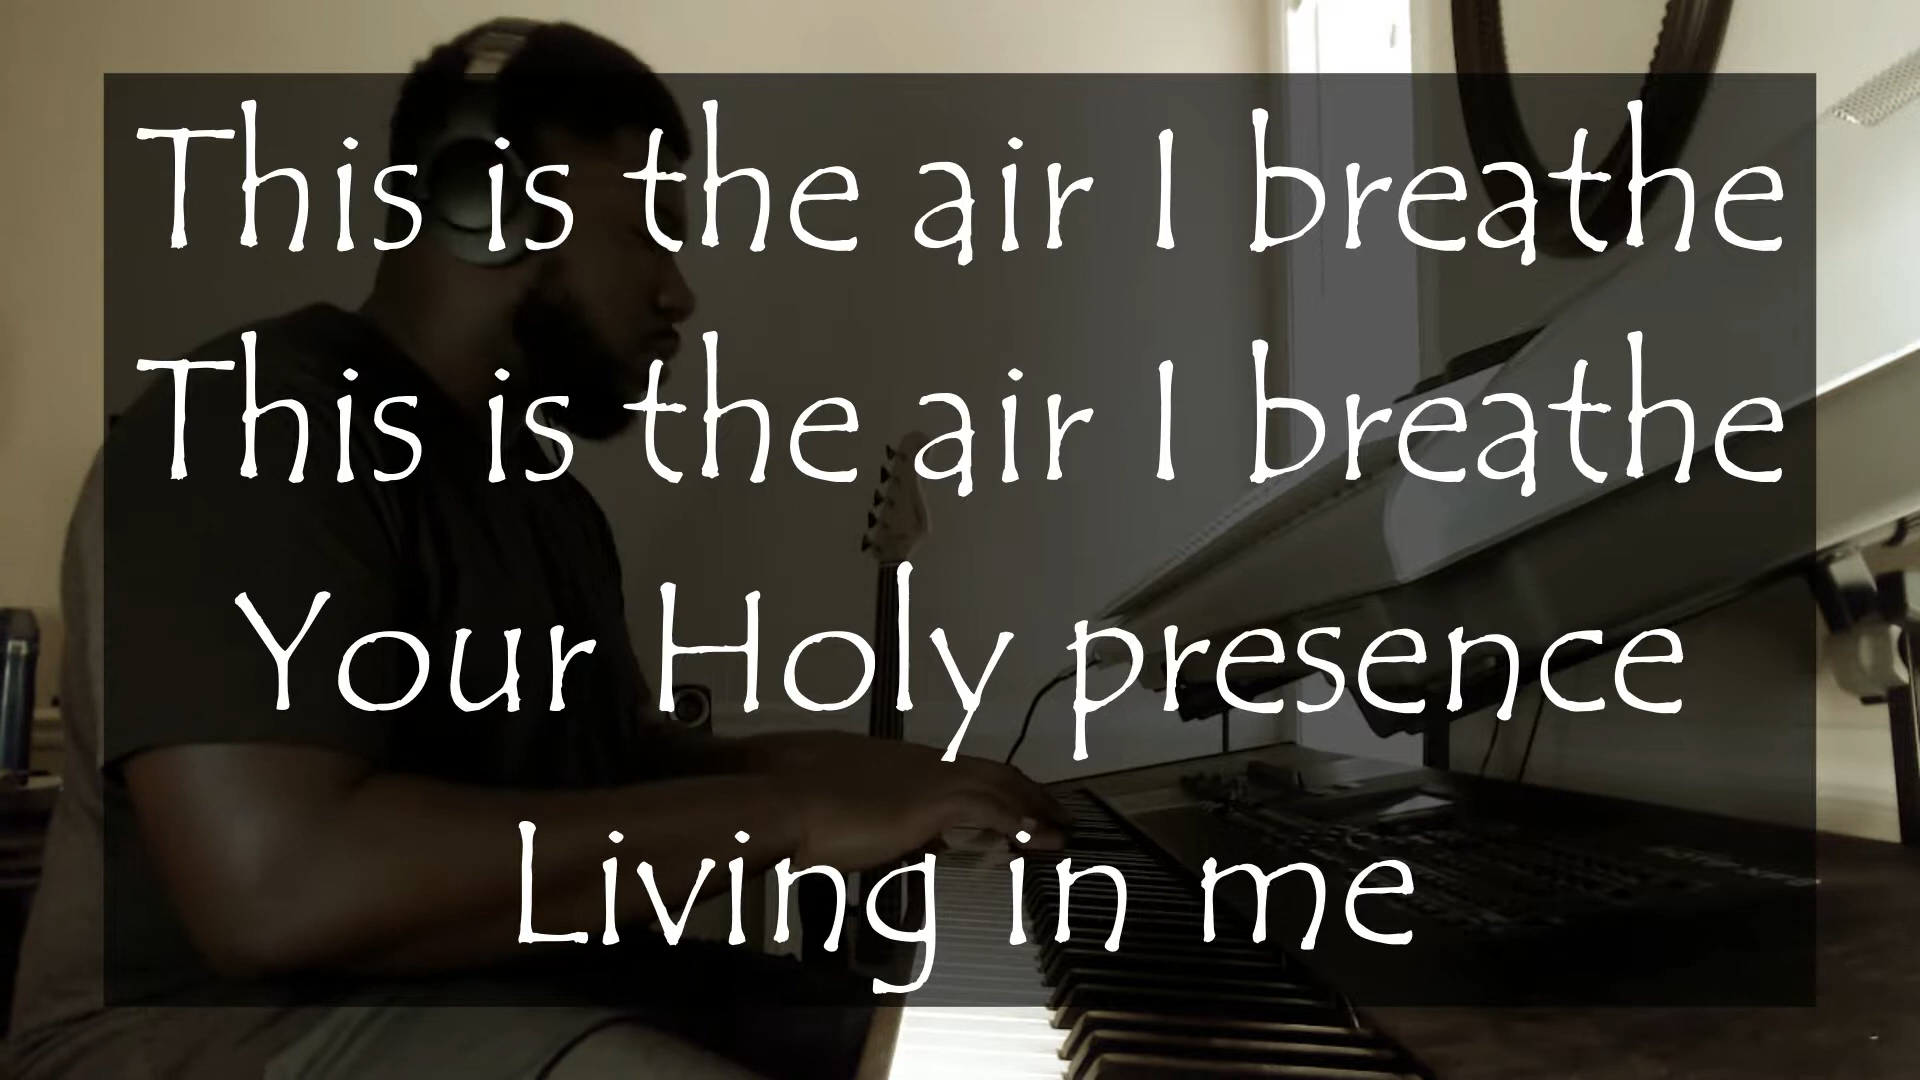 This is the air I breathe
This is the air I breathe
Your Holy presence
Living in me